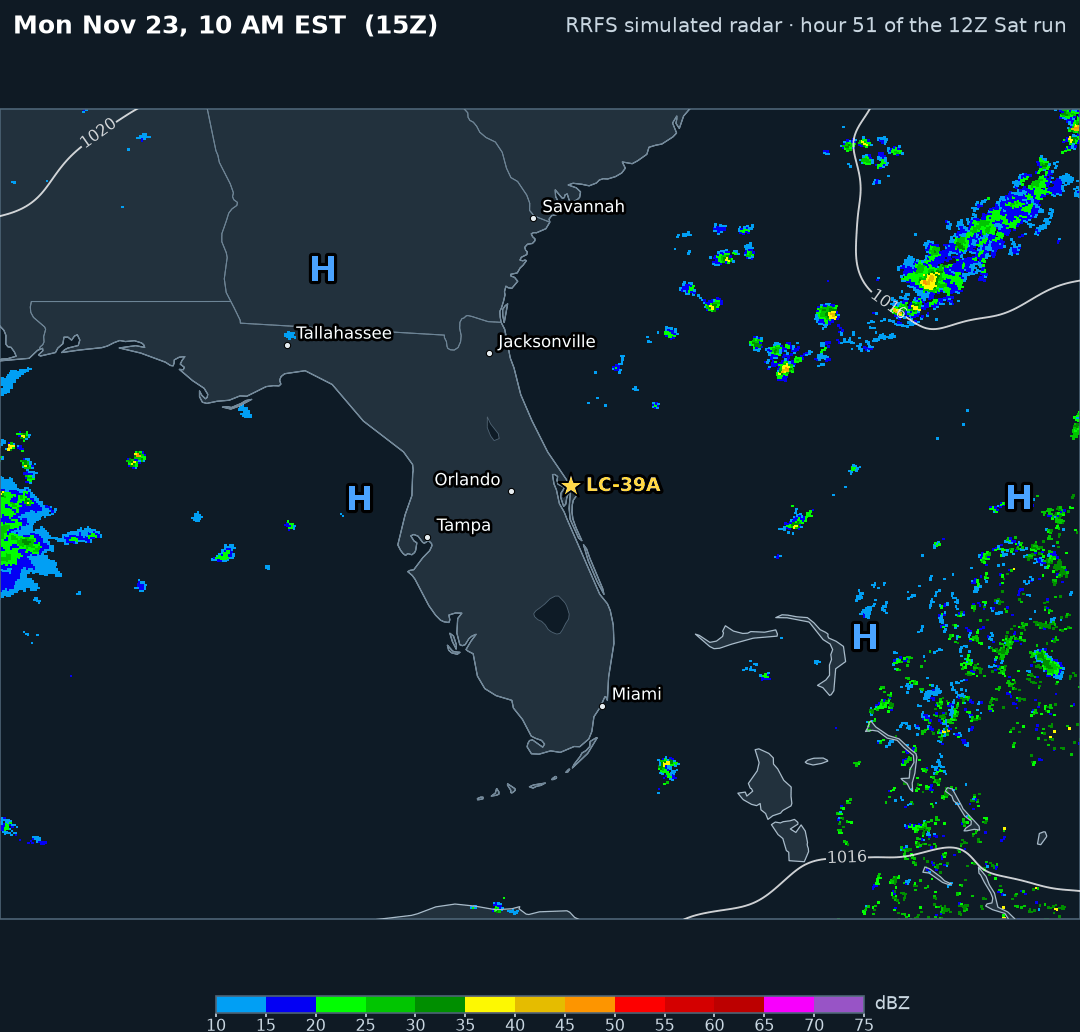 Mon Nov 23, 10 AM EST (15Z)
RRFS simulated radar · hour 51 of the 12Z Sat run
1020
Savannah
H
1016
Tallahassee
Jacksonville
Orlando
LC-39A
H
H
Tampa
H
Miami
1016
dBZ
10 15 20 25 30 35 40 45 50 55 60 65 70 75